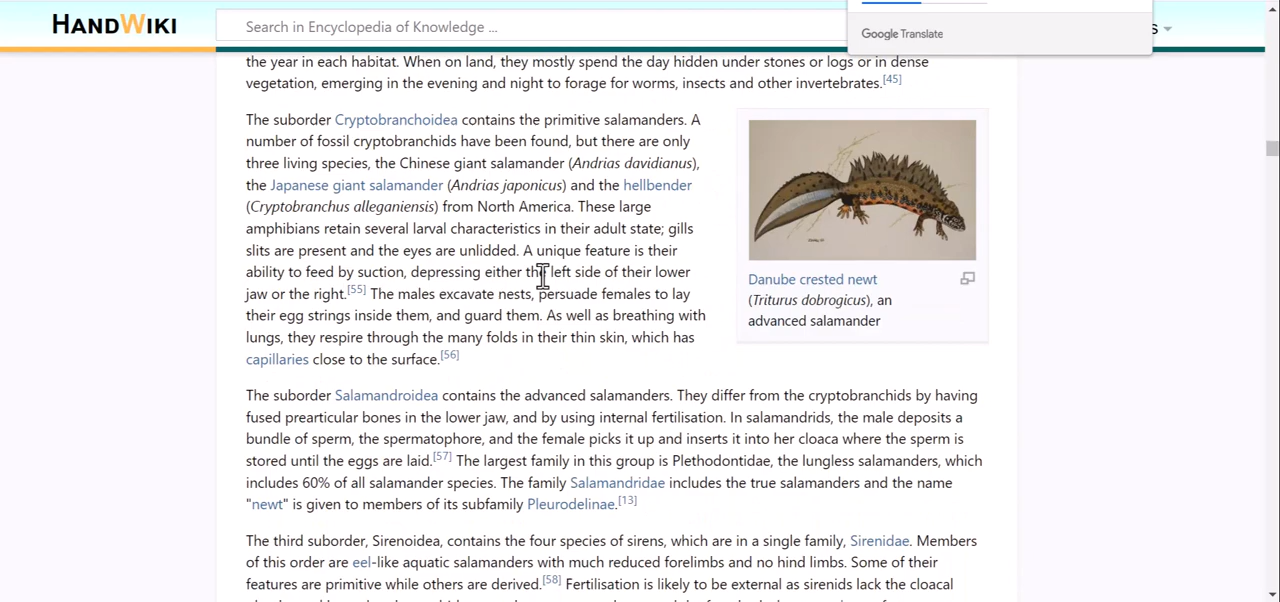 HANDWIKI
Search in Encyclopedia of Knowledge ...
Google Translate
s
the year in each habitat. When on land, they mostly spend the day hidden under stones or logs or in dense
vegetation, emerging in the evening and night to forage for worms, insects and other invertebrates.[45]
The suborder Cryptobranchoidea contains the primitive salamanders. A
number of fossil cryptobranchids have been found, but there are only
three living species, the Chinese giant salamander (Andrias davidianus),
the Japanese giant salamander (Andrias japonicus) and the hellbender
(Cryptobranchus alleganiensis) from North America. These large
amphibians retain several larval characteristics in their adult state; gills
slits are present and the eyes are unlidded. A unique feature is their
ability to feed by suction, depressing either the left side of their lower
jaw or the right.[55] The males excavate nests, persuade females to lay
their egg strings inside them, and guard them. As well as breathing with
lungs, they respire through the many folds in their thin skin, which has
capillaries close to the surface.[56]
Danube crested newt
(Triturus dobrogicus), an
advanced salamander
The suborder Salamandroidea contains the advanced salamanders. They differ from the cryptobranchids by having
fused prearticular bones in the lower jaw, and by using internal fertilisation. In salamandrids, the male deposits a
bundle of sperm, the spermatophore, and the female picks it up and inserts it into her cloaca where the sperm is
stored until the eggs are laid.[57] The largest family in this group is Plethodontidae, the lungless salamanders, which
includes 60% of all salamander species. The family Salamandridae includes the true salamanders and the name
"newt" is given to members of its subfamily Pleurodelinae.[13]
The third suborder, Sirenoidea, contains the four species of sirens, which are in a single family, Sirenidae. Members
of this order are eel-like aquatic salamanders with much reduced forelimbs and no hind limbs. Some of their
features are primitive while others are derived.[58] Fertilisation is likely to be external as sirenids lack the cloacal